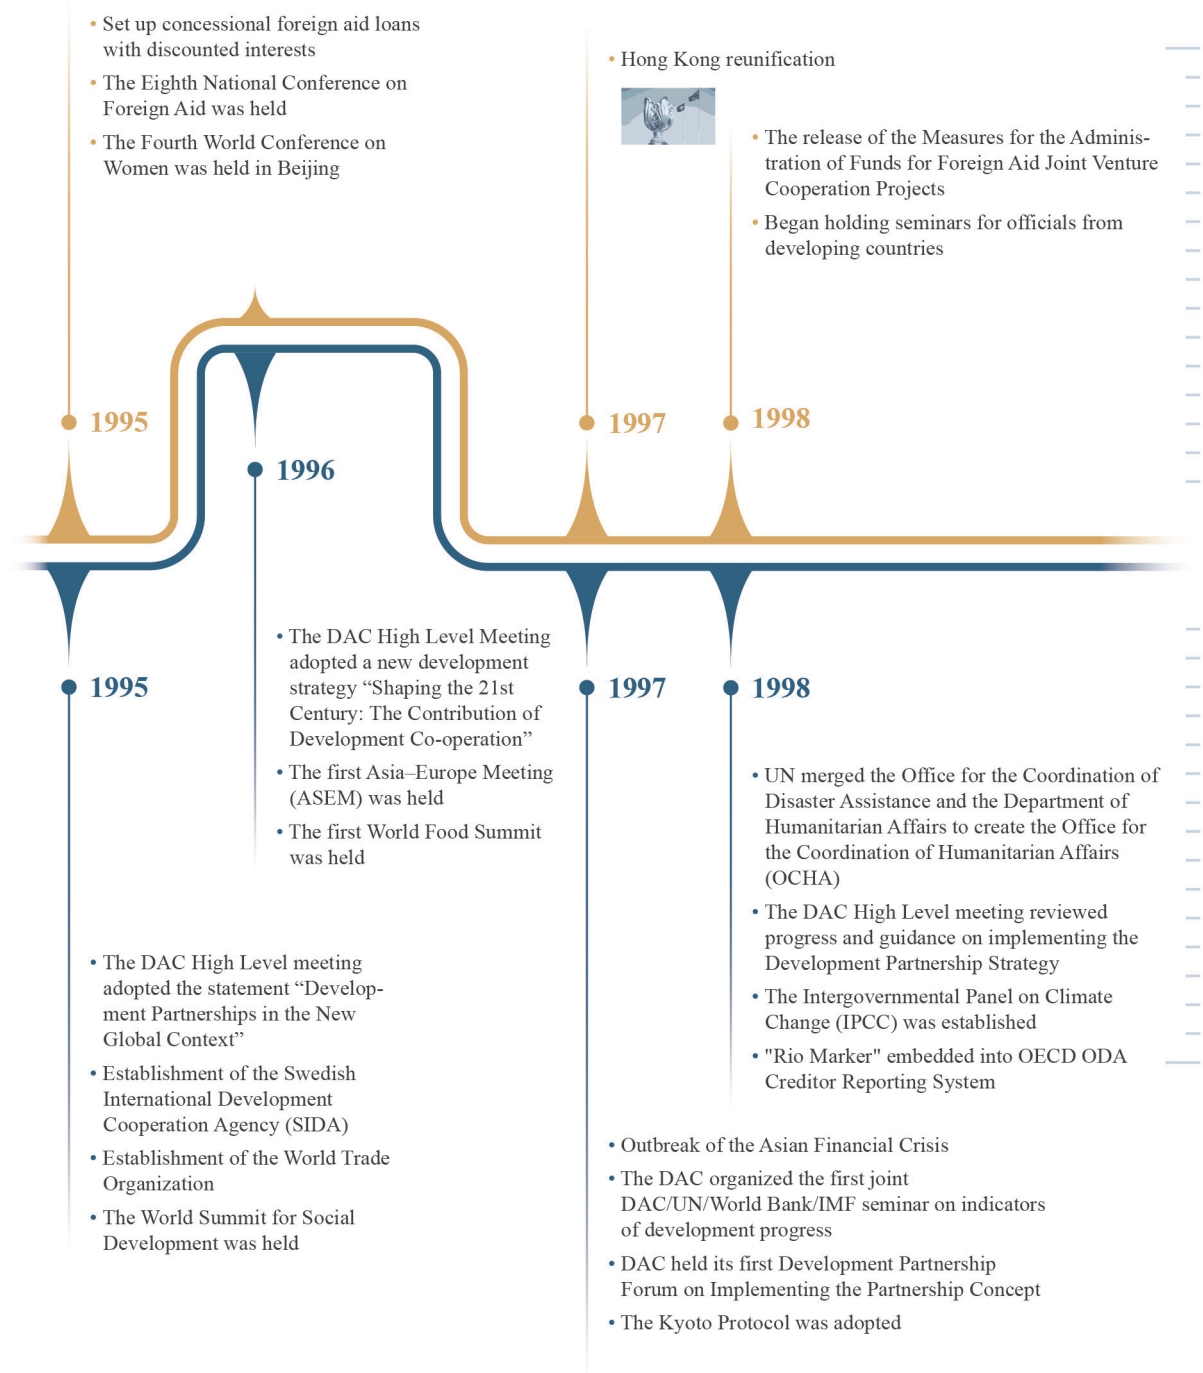 • Set up concessional foreign aid loans
with discounted interests
• The Eighth National Conference on
Foreign Aid was held
• The Fourth World Conference on
Women was held in Beijing
1995
• Hong Kong reunification
1997
• The release of the Measures for the Adminis-
tration of Funds for Foreign Aid Joint Venture
Cooperation Projects
• Began holding seminars for officials from
developing countries
1998
1995
• The DAC High Level meeting
adopted the statement “Develop-
ment Partnerships in the New
Global Context”
• Establishment of the Swedish
International Development
Cooperation Agency (SIDA)
• Establishment of the World Trade
Organization
• The World Summit for Social
Development was held
1996
• The DAC High Level Meeting
adopted a new development
strategy “Shaping the 21st
Century: The Contribution of
Development Co-operation”
• The first Asia–Europe Meeting
(ASEM) was held
• The first World Food Summit
was held
1997
• Outbreak of the Asian Financial Crisis
• The DAC organized the first joint
DAC/UN/World Bank/IMF seminar on indicators
of development progress
• DAC held its first Development Partnership
Forum on Implementing the Partnership Concept
• The Kyoto Protocol was adopted
1998
• UN merged the Office for the Coordination of
Disaster Assistance and the Department of
Humanitarian Affairs to create the Office for
the Coordination of Humanitarian Affairs
(OCHA)
• The DAC High Level meeting reviewed
progress and guidance on implementing the
Development Partnership Strategy
• The Intergovernmental Panel on Climate
Change (IPCC) was established
• "Rio Marker" embedded into OECD ODA
Creditor Reporting System